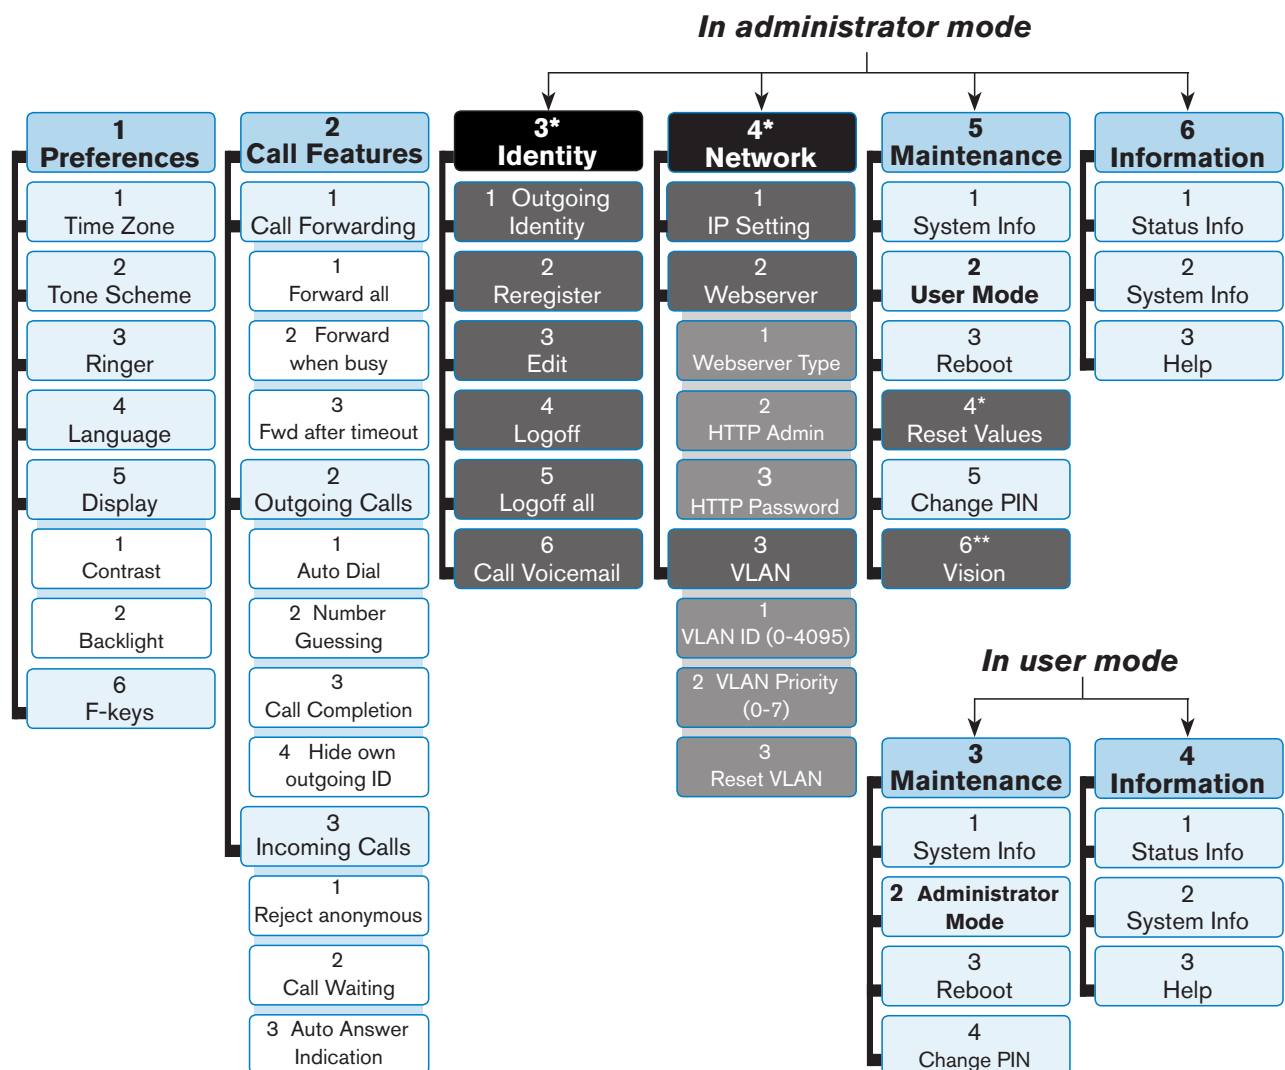 In administrator mode
1
Preferences
1
Time Zone
2
Tone Scheme
3
Ringer
4
Language
5
Display
1
Contrast
2
Backlight
6
F-keys
2
Call Features
1
Call Forwarding
1
Forward all
2 Forward
when busy
3
Fwd after timeout
2
Outgoing Calls
1
Auto Dial
2 Number
Guessing
3
Call Completion
4 Hide own
outgoing ID
3
Incoming Calls
1
Reject anonymous
2
Call Waiting
3 Auto Answer
Indication
3*
Identity
1 Outgoing
Identity
2
Reregister
3
Edit
4
Logoff
5
Logoff all
6
Call Voicemail
4*
Network
1
IP Setting
2
Webserver
1
Webserver Type
2
HTTP Admin
3
HTTP Password
3
VLAN
1
VLAN ID (0-4095)
2 VLAN Priority
(0-7)
3
Reset VLAN
5
Maintenance
1
System Info
2
User Mode
3
Reboot
4*
Reset Values
5
Change PIN
6**
Vision
6
Information
1
Status Info
2
System Info
3
Help
In user mode
3
Maintenance
1
System Info
2 Administrator
Mode
3
Reboot
4
Change PIN
4
Information
1
Status Info
2
System Info
3
Help